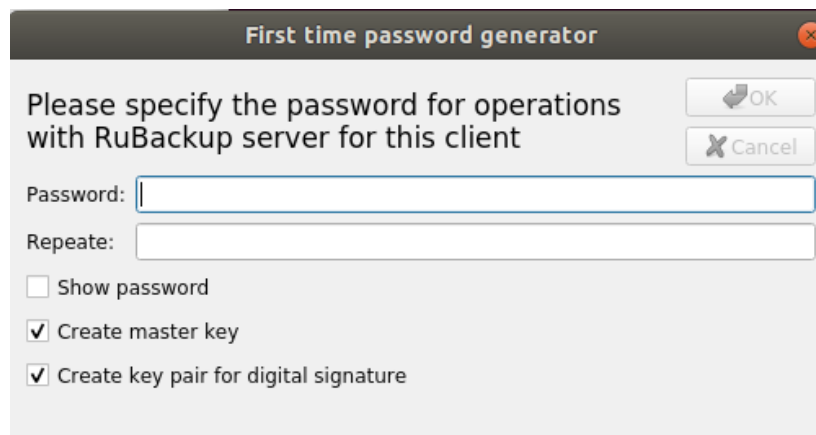 First time password generator
Please specify the password for operations
with RuBackup server for this client
OK
Cancel
Password:
Repeate:
Show password
Create master key
Create key pair for digital signature